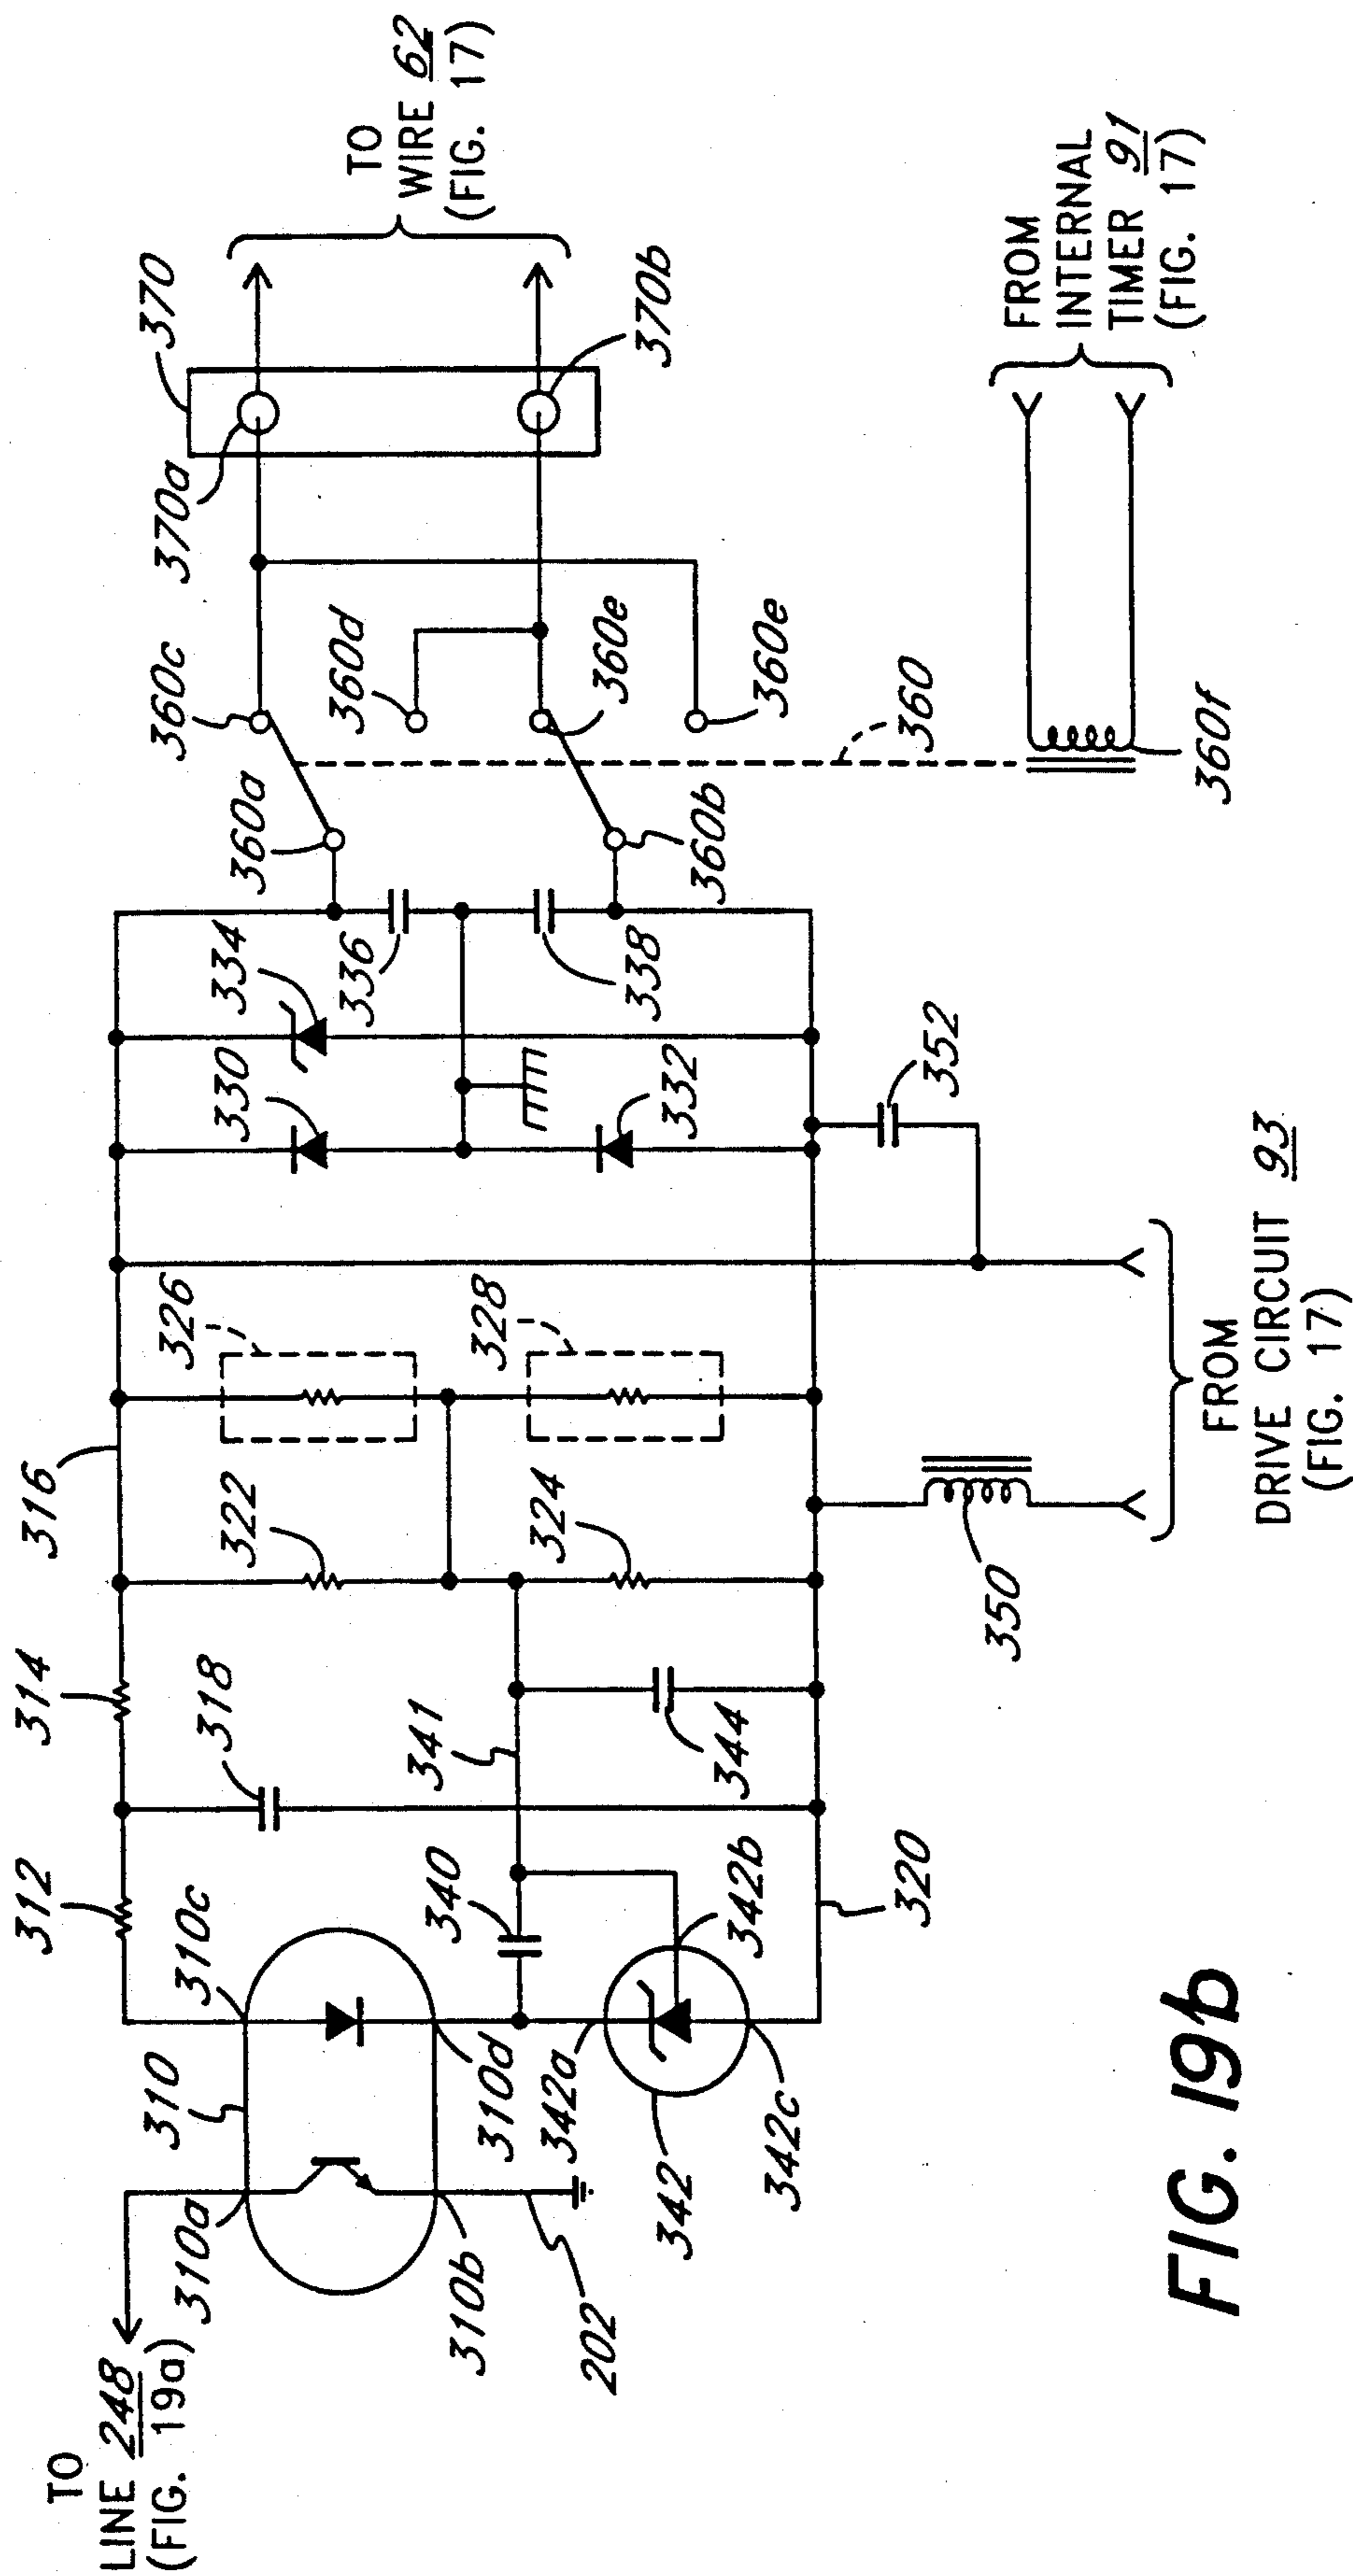 TO
LINE 248
(FIG. 19a)
310a
310
310c
312
318
314
316
322
326
330
334
336
360a
360c
370a
370
TO
WIRE 62
(FIG. 17)
310b
202
310d
342a
342
342c
342b
340
341
344
324
328
332
338
360b
360d
360e
360e
370b
320
350
352
360
360f
FROM
INTERNAL
TIMER 91
(FIG. 17)
FROM
DRIVE CIRCUIT 93
(FIG. 17)
FIG. 19b